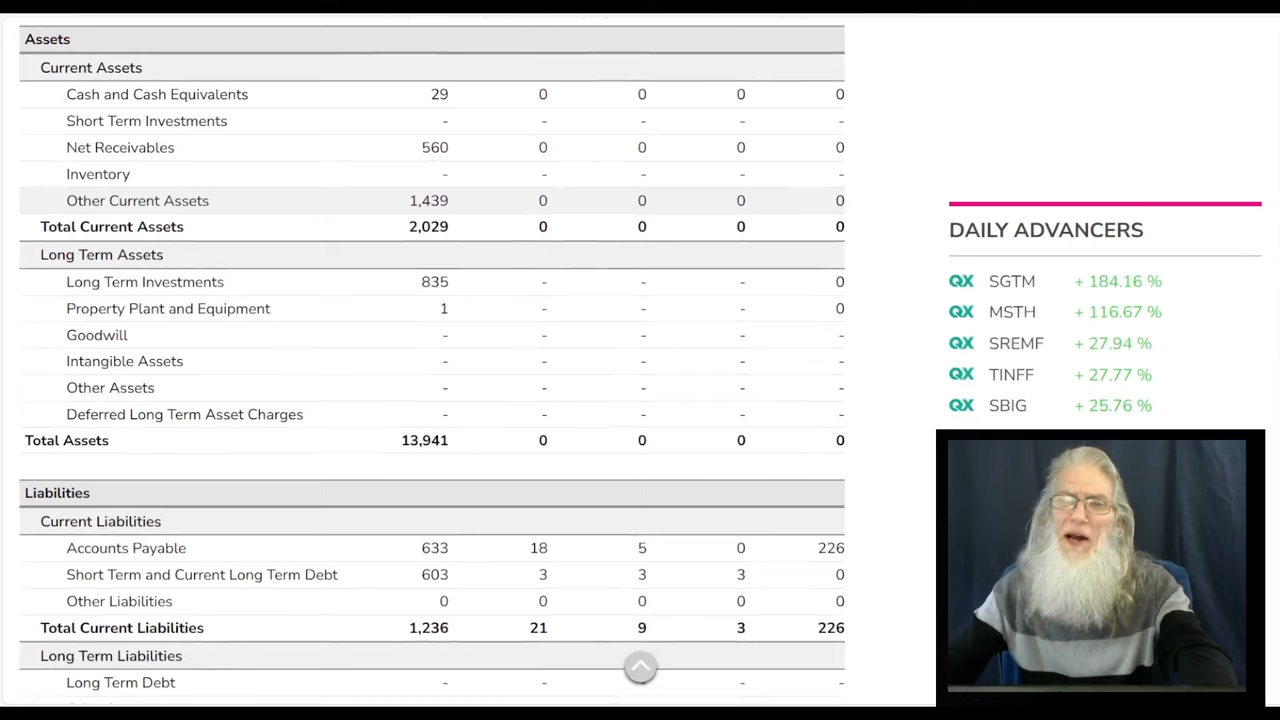 Assets
Current Assets
Cash and Cash Equivalents 29 0 0 0 0
Short Term Investments - - - - -
Net Receivables 560 0 0 0 0
Inventory - - - - -
Other Current Assets 1,439 0 0 0 0
Total Current Assets 2,029 0 0 0 0
Long Term Assets
Long Term Investments 835 - - - 0
Property Plant and Equipment 1 - - - 0
Goodwill - - - - -
Intangible Assets - - - - -
Other Assets - - - - -
Deferred Long Term Asset Charges - - - - -
Total Assets 13,941 0 0 0 0
Liabilities
Current Liabilities
Accounts Payable 633 18 5 0 226
Short Term and Current Long Term Debt 603 3 3 3 0
Other Liabilities 0 0 0 0 0
Total Current Liabilities 1,236 21 9 3 226
Long Term Liabilities
Long Term Debt - - - - -
DAILY ADVANCERS
QX SGTM + 184.16 %
QX MSTH + 116.67 %
QX SREMF + 27.94 %
QX TINFF + 27.77 %
QX SBIG + 25.76 %